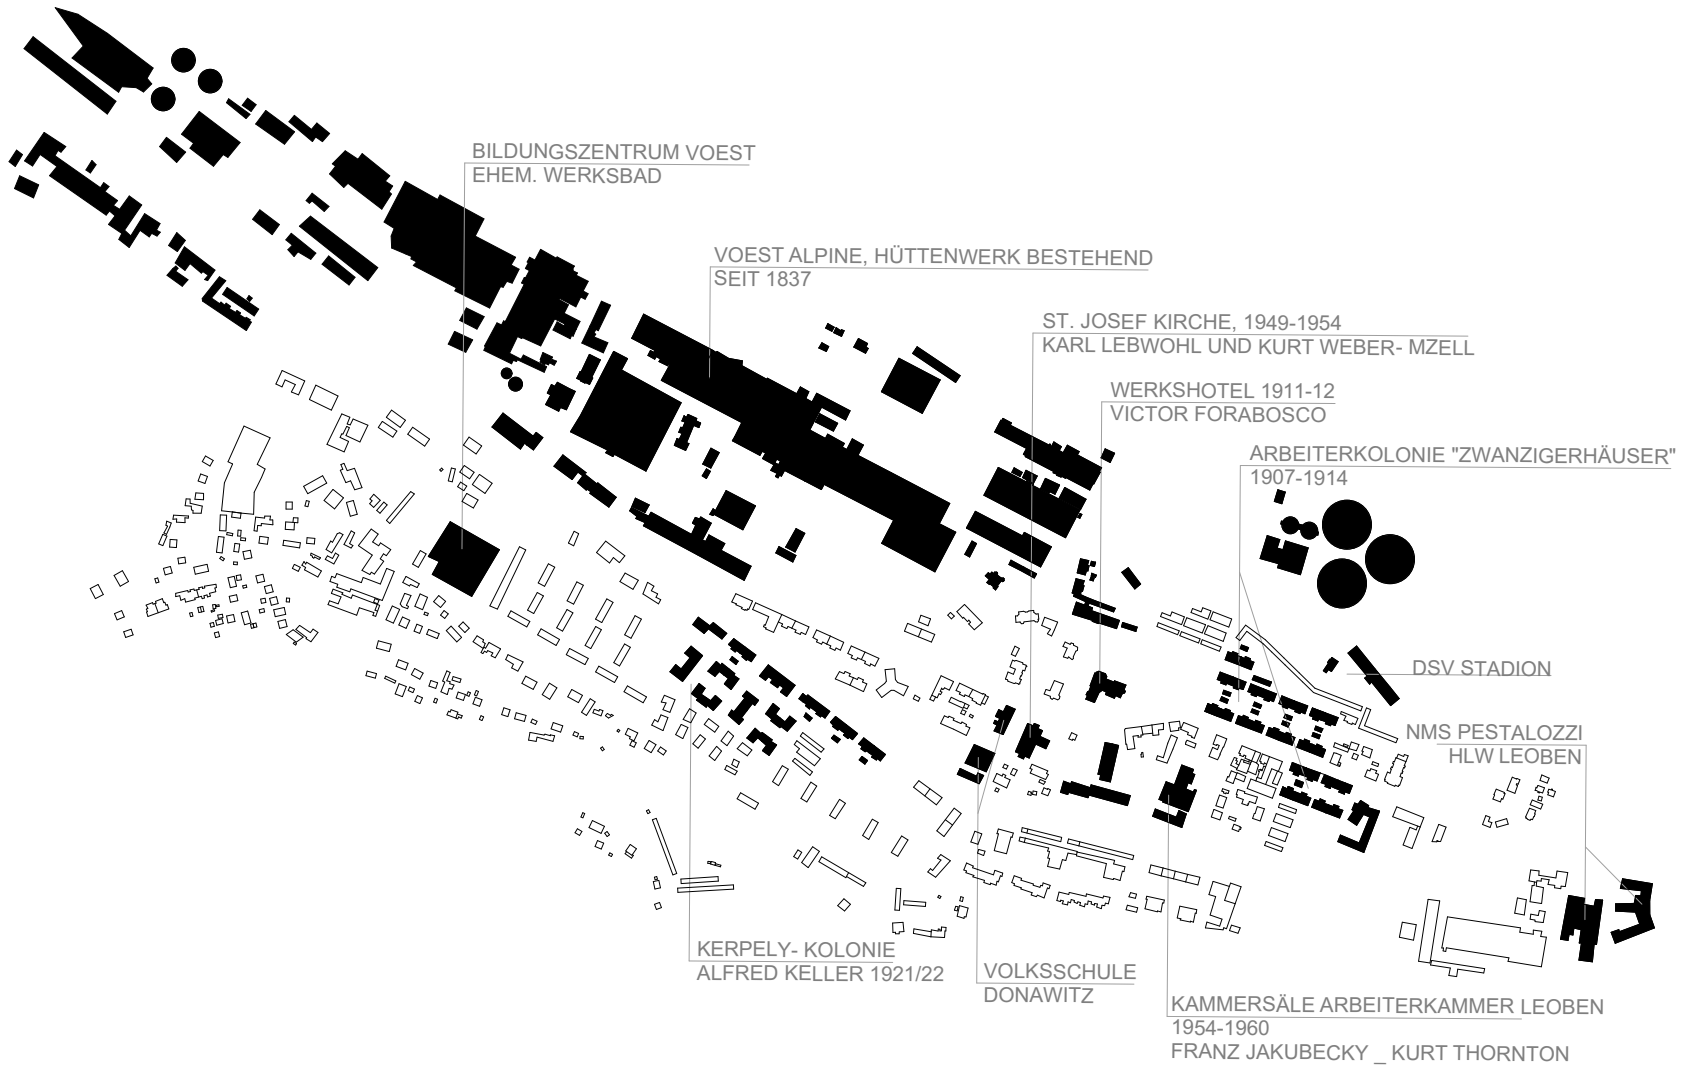 BILDUNGSZENTRUM VOEST
EHEM. WERKSBAD
VOEST ALPINE, HÜTTENWERK BESTEHEND
SEIT 1837
ST. JOSEF KIRCHE, 1949-1954
KARL LEBWOHL UND KURT WEBER- MZELL
WERKSHOTEL 1911-12
VICTOR FORABOSCO
ARBEITERKOLONIE "ZWANZIGERHÄUSER"
1907-1914
DSV STADION
NMS PESTALOZZI
HLW LEOBEN
KERPELY- KOLONIE
ALFRED KELLER 1921/22
VOLKSSCHULE
DONAWITZ
KAMMERSÄLE ARBEITERKAMMER LEOBEN
1954-1960
FRANZ JAKUBECKY _ KURT THORNTON